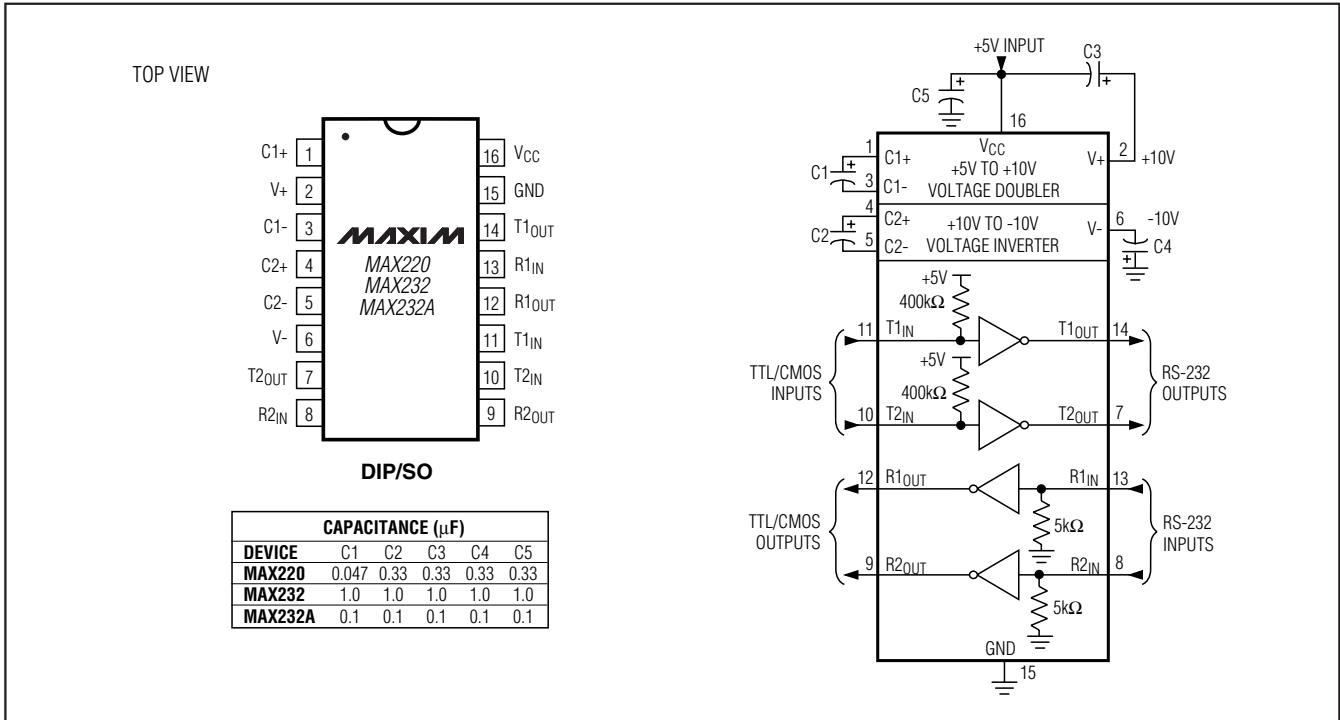 TOP VIEW
C1+ 1
V+ 2
C1- 3
C2+ 4
C2- 5
V- 6
T2OUT 7
R2IN 8
16 VCC
15 GND
14 T1OUT
13 R1IN
12 R1OUT
11 T1IN
10 T2IN
9 R2OUT
MAXIM
MAX220
MAX232
MAX232A
DIP/SO
CAPACITANCE (μF)
DEVICE C1 C2 C3 C4 C5
MAX220 0.047 0.33 0.33 0.33 0.33
MAX232 1.0 1.0 1.0 1.0 1.0
MAX232A 0.1 0.1 0.1 0.1 0.1
+5V INPUT
C3
+
C5
+
16
VCC
1
C1+
C1
+
3
C1-
+5V TO +10V
VOLTAGE DOUBLER
V+
2
+10V
+
4
C2+
C2
+
5
C2-
+10V TO -10V
VOLTAGE INVERTER
V-
6
-10V
C4
+
+5V
400kΩ
11 T1IN
T1OUT 14
+5V
400kΩ
10 T2IN
T2OUT 7
TTL/CMOS
INPUTS
RS-232
OUTPUTS
12 R1OUT
R1IN 13
5kΩ
9 R2OUT
R2IN 8
5kΩ
TTL/CMOS
OUTPUTS
RS-232
INPUTS
GND
15